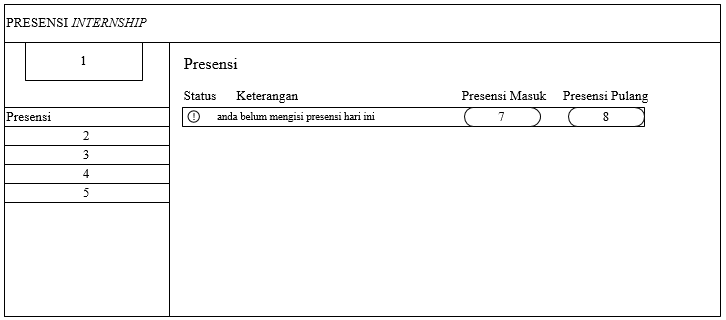 PRESENSI INTERNSHIP
1
Presensi
2
3
4
5
Presensi
Status Keterangan Presensi Masuk Presensi Pulang
! anda belum mengisi presensi hari ini 7 8